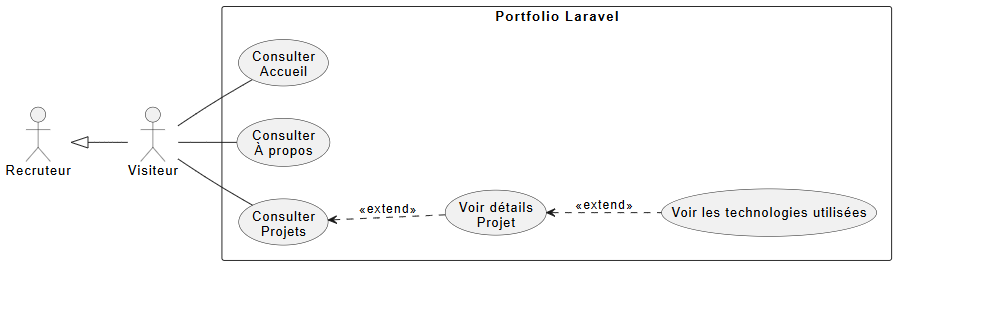 Portfolio Laravel
Consulter
Accueil
Consulter
À propos
Recruteur
Visiteur
Consulter
Projets
«extend»
Voir détails
Projet
«extend»
Voir les technologies utilisées